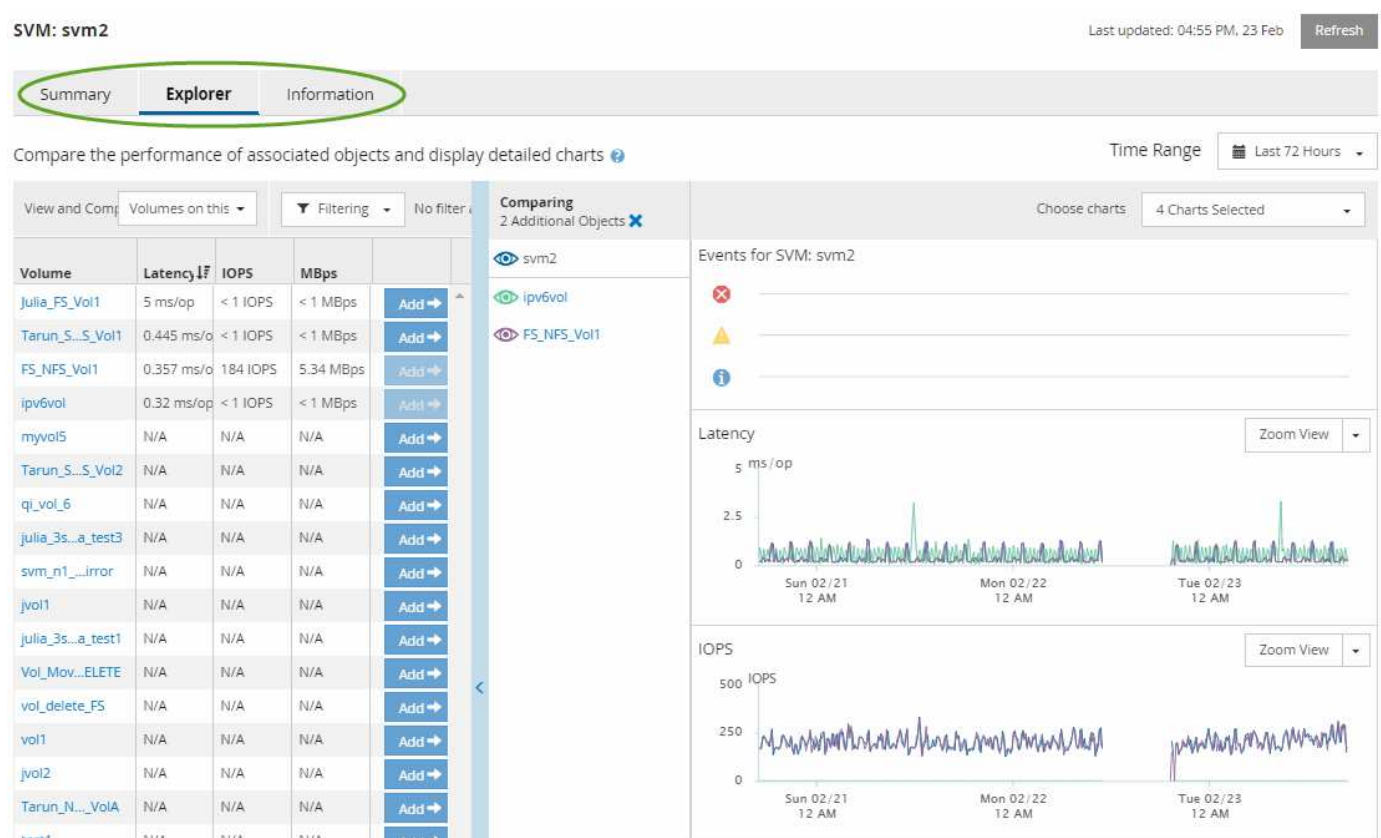 SVM: svm2
Last updated: 04:55 PM, 23 Feb Refresh
Summary Explorer Information
Compare the performance of associated objects and display detailed charts ?
Time Range Last 72 Hours
View and Comp Volumes on this Filtering No filter
Comparing
2 Additional Objects
Choose charts 4 Charts Selected
Volume Latency IOPS MBps
Julia_FS_Vol1 5 ms/op < 1 IOPS < 1 MBps Add
Tarun_S...S_Vol1 0.445 ms/o < 1 IOPS < 1 MBps Add
FS_NFS_Vol1 0.357 ms/o 184 IOPS 5.34 MBps Add
ipv6vol 0.32 ms/op < 1 IOPS < 1 MBps Add
myvol5 N/A N/A N/A Add
Tarun_S...S_Vol2 N/A N/A N/A Add
qi_vol_6 N/A N/A N/A Add
julia_3s...a_test3 N/A N/A N/A Add
svm_n1_...irror N/A N/A N/A Add
jvol1 N/A N/A N/A Add
julia_3s...a_test1 N/A N/A N/A Add
Vol_Mov...ELETE N/A N/A N/A Add
vol_delete_FS N/A N/A N/A Add
vol1 N/A N/A N/A Add
jvol2 N/A N/A N/A Add
Tarun_N..._VolA N/A N/A N/A Add
svm2
ipv6vol
FS_NFS_Vol1
Events for SVM: svm2
Latency Zoom View
5 ms/op
2.5
0
Sun 02/21 Mon 02/22 Tue 02/23
12 AM 12 AM 12 AM
IOPS Zoom View
500 IOPS
250
0
Sun 02/21 Mon 02/22 Tue 02/23
12 AM 12 AM 12 AM